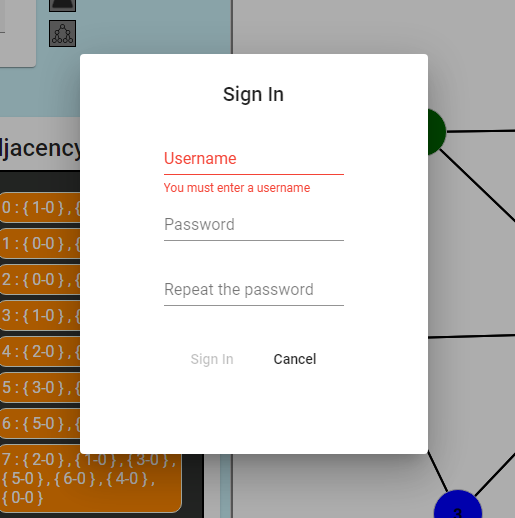 Sign In
Username
You must enter a username
Password
Repeat the password
Sign In Cancel
djacency
0 : { 1-0 } , {
1 : { 0-0 } , {
2 : { 0-0 } , {
3 : { 1-0 } , {
4 : { 2-0 } , {
5 : { 3-0 } , {
6 : { 5-0 } , {
7 : { 2-0 } , { 1-0 } , { 3-0 } ,
{ 5-0 } , { 6-0 } , { 4-0 } ,
{ 0-0 }
3